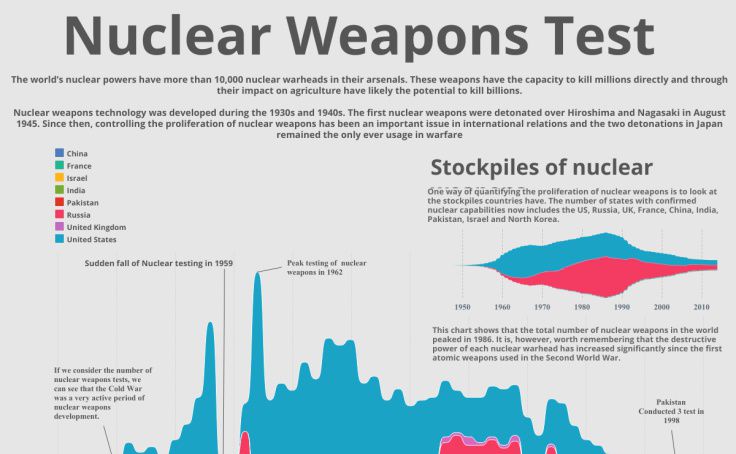 Nuclear Weapons Test
The world's nuclear powers have more than 10,000 nuclear warheads in their arsenals. These weapons have the capacity to kill millions directly and through
their impact on agriculture have likely the potential to kill billions.
Nuclear weapons technology was developed during the 1930s and 1940s. The first nuclear weapons were detonated over Hiroshima and Nagasaki in August
1945. Since then, controlling the proliferation of nuclear weapons has been an important issue in international relations and the two detonations in Japan
remained the only ever usage in warfare
China
France
Israel
India
Pakistan
Russia
United Kingdom
United States
Stockpiles of nuclear
One way of quantifying the proliferation of nuclear weapons is to look at
the stockpiles countries have. The number of states with confirmed
nuclear capabilities now includes the US, Russia, UK, France, China, India,
Pakistan, Israel and North Korea.
Sudden fall of Nuclear testing in 1959
Peak testing of nuclear
weapons in 1962
1950 1960 1970 1980 1990 2000 2010
This chart shows that the total number of nuclear weapons in the world
peaked in 1986. It is, however, worth remembering that the destructive
power of each nuclear warhead has increased significantly since the first
atomic weapons used in the Second World War.
If we consider the number of
nuclear weapons tests, we
can see that the Cold War
was a very active period of
nuclear weapons
development.
Pakistan
Conducted 3 test in
1998